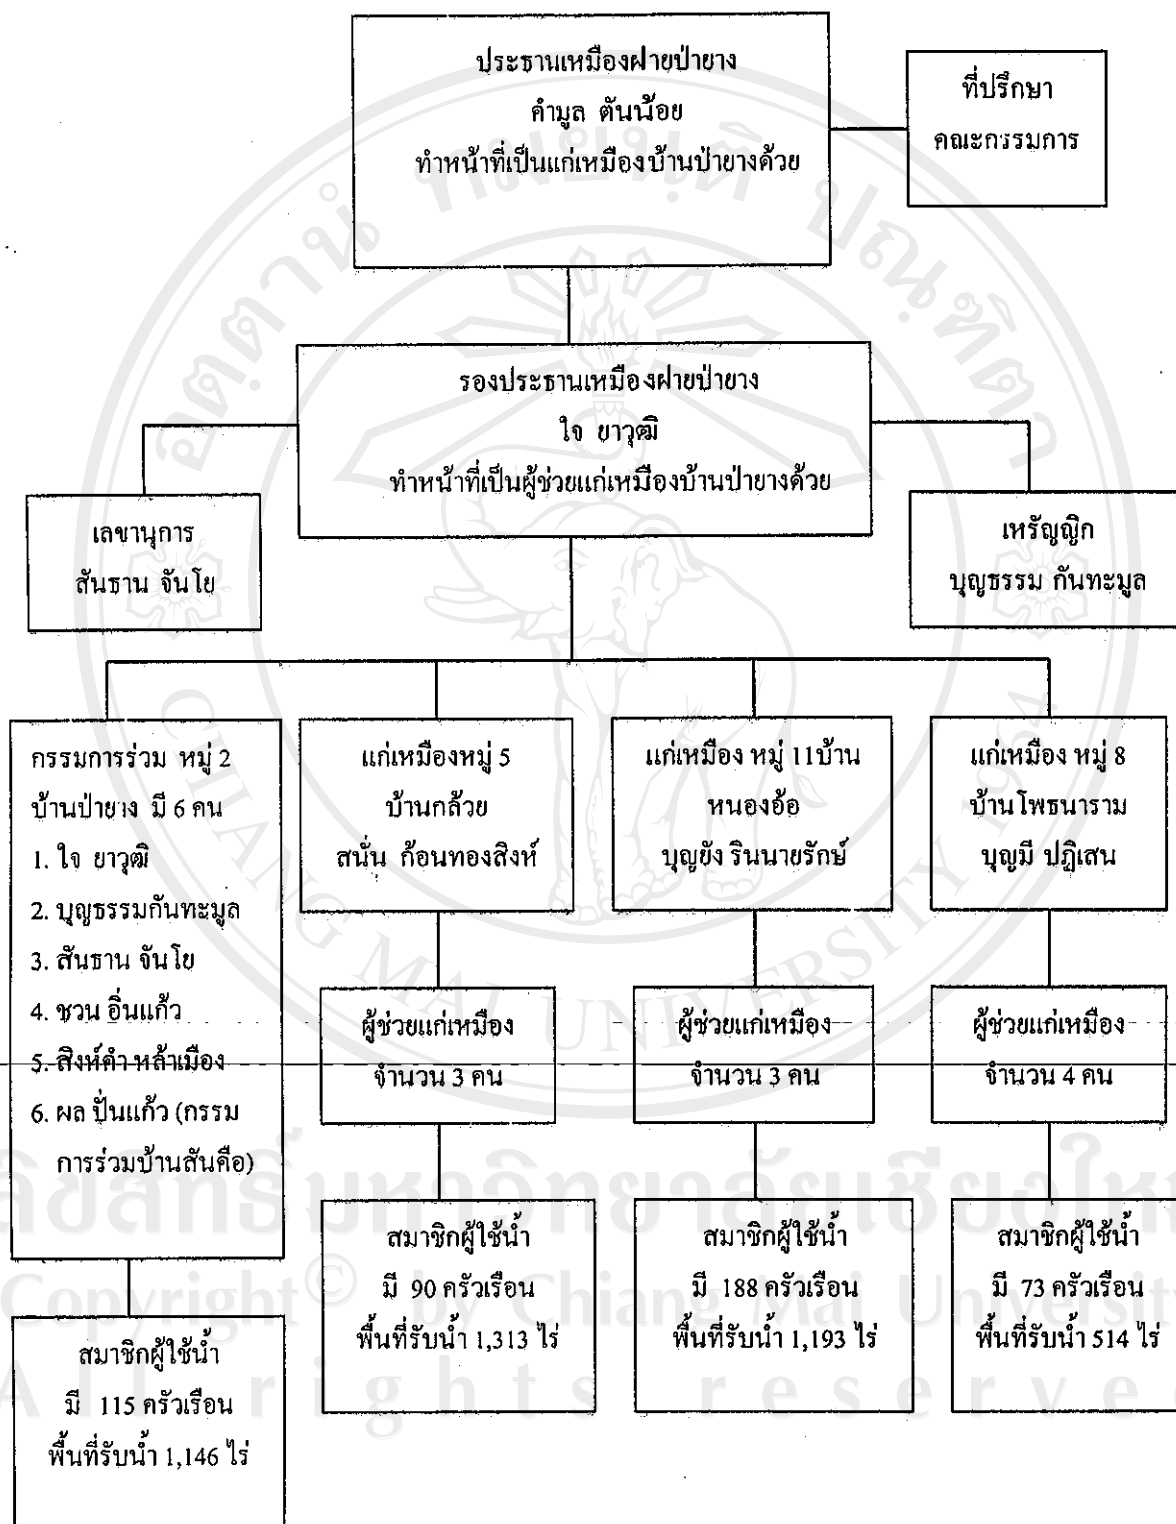 ประธานเหมืองฝายป่ายาง
คำมูล ตันน้อย
ทำหน้าที่เป็นแก่เหมืองบ้านป่ายางด้วย
ที่ปรึกษา
คณะกรรมการ
รองประธานเหมืองฝายป่ายาง
ใจ ยาวุฒิ
ทำหน้าที่เป็นผู้ช่วยแก่เหมืองบ้านป่ายางด้วย
เลขานุการ
สันธาน จันโย
เหรัญญิก
บุญธรรม กันทะมูล
กรรมการร่วม หมู่ 2
บ้านป่ายาง มี 6 คน
1. ใจ ยาวุฒิ
2. บุญธรรมกันทะมูล
3. สันธาน จันโย
4. ชวน อิ่นแก้ว
5. สิงห์คำ หล้าเมือง
6. ผล ปั่นแก้ว (กรรม
การร่วมบ้านสันคือ)
สมาชิกผู้ใช้น้ำ
มี 115 ครัวเรือน
พื้นที่รับน้ำ 1,146 ไร่
แก่เหมืองหมู่ 5
บ้านกล้วย
สนั่น ก้อนทองสิงห์
ผู้ช่วยแก่เหมือง
จำนวน 3 คน
สมาชิกผู้ใช้น้ำ
มี 90 ครัวเรือน
พื้นที่รับน้ำ 1,313 ไร่
แก่เหมือง หมู่ 11บ้าน
หนองอ้อ
บุญยัง รินนายรักษ์
ผู้ช่วยแก่เหมือง
จำนวน 3 คน
สมาชิกผู้ใช้น้ำ
มี 188 ครัวเรือน
พื้นที่รับน้ำ 1,193 ไร่
แก่เหมือง หมู่ 8
บ้านโพธนาราม
บุญมี ปฏิเสน
ผู้ช่วยแก่เหมือง
จำนวน 4 คน
สมาชิกผู้ใช้น้ำ
มี 73 ครัวเรือน
พื้นที่รับน้ำ 514 ไร่
CHIANG MAI UNIVERSITY 1964
ลิขสิทธิ์มหาวิทยาลัยเชียงใหม่
Copyright© by Chiang Mai University
All rights reserve